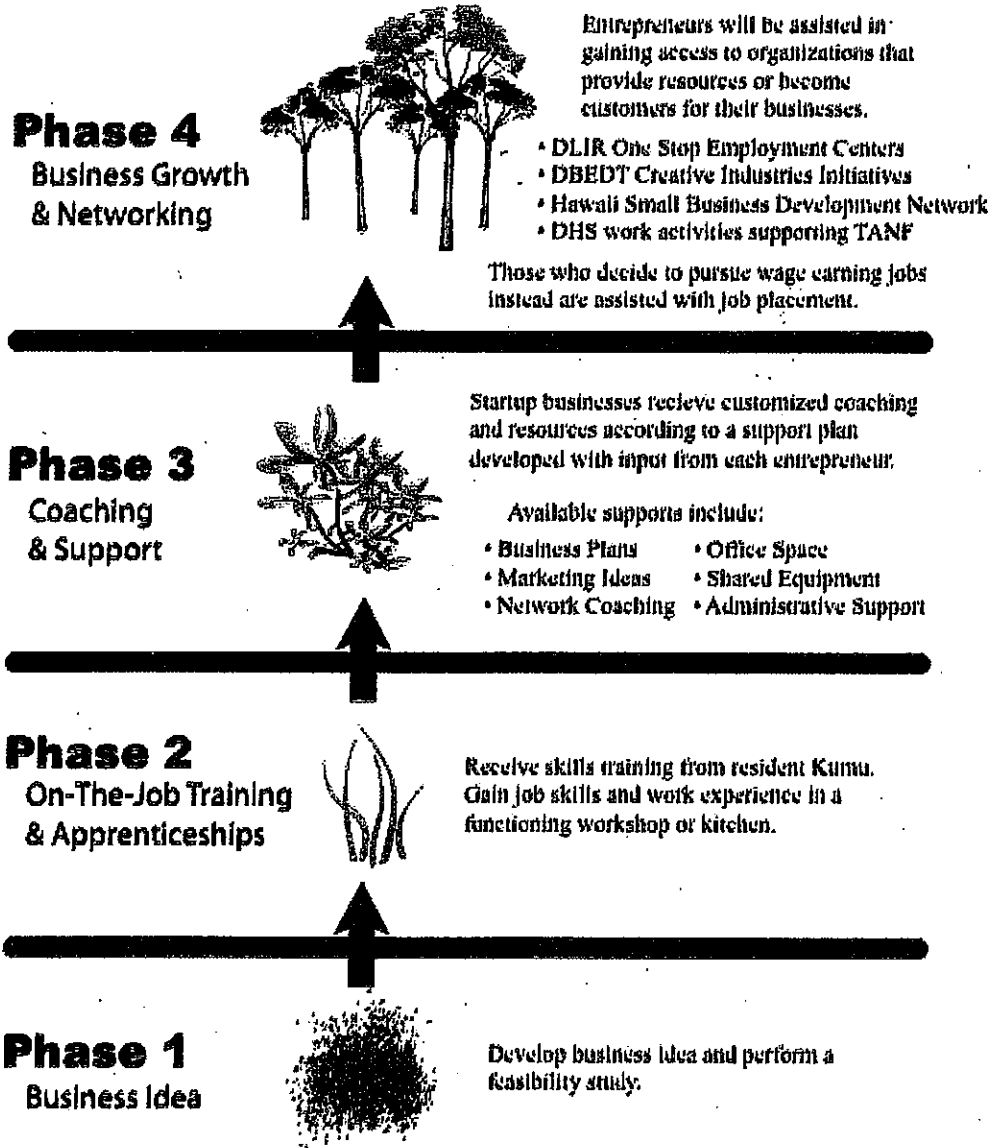 Phase 4
Business Growth
& Networking
Entrepreneurs will be assisted in
gaining access to organizations that
provide resources or become
customers for their businesses.
• DLIR One Stop Employment Centers
• DBEDT Creative Industries Initiatives
• Hawaii Small Business Development Network
• DHS work activities supporting TANF
Those who decide to pursue wage earning jobs
instead are assisted with job placement.
Phase 3
Coaching
& Support
Startup businesses recieve customized coaching
and resources according to a support plan
developed with input from each entrepreneur.
Available supports include:
• Business Plans • Office Space
• Marketing Ideas • Shared Equipment
• Network Coaching • Administrative Support
Phase 2
On-The-Job Training
& Apprenticeships
Receive skills training from resident Kumu.
Gain job skills and work experience in a
functioning workshop or kitchen.
Phase 1
Business Idea
Develop business idea and perform a
feasibility study.